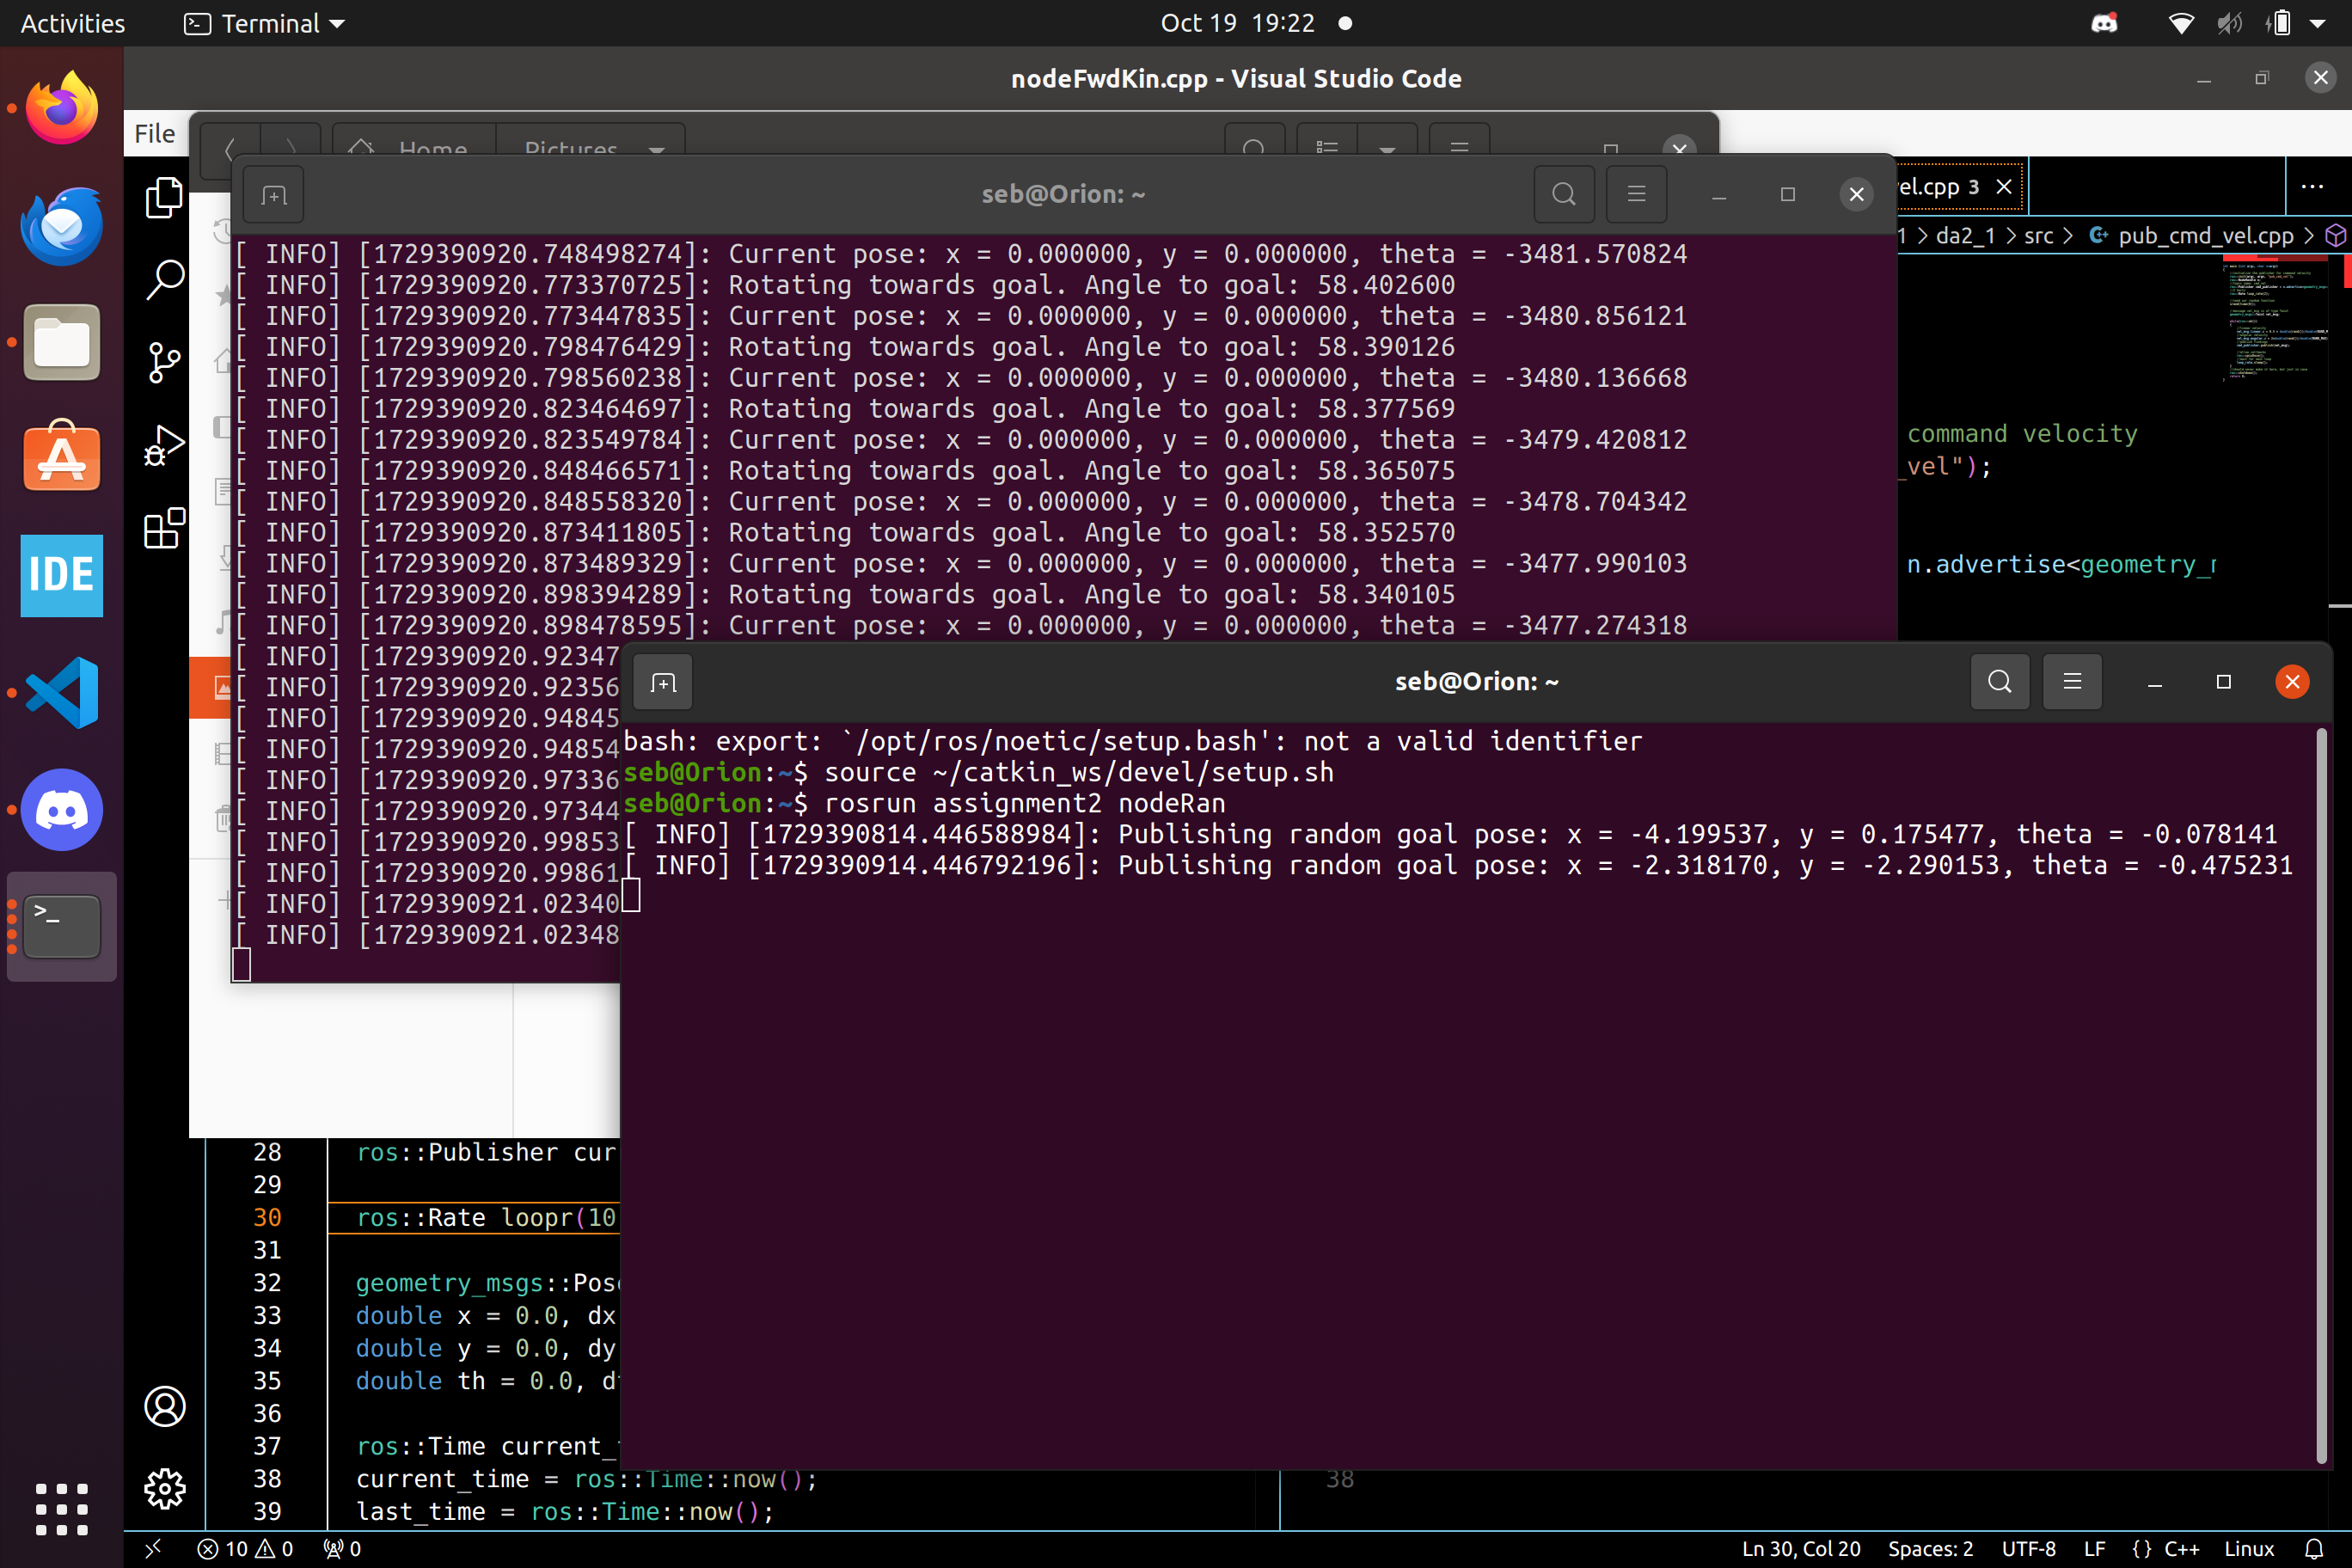 Activities
Terminal
Oct 19 19:22
nodeFwdKin.cpp - Visual Studio Code
File
Home
Pictures
seb@Orion: ~
el.cpp 3
1 > da2_1 > src > pub_cmd_vel.cpp >
[ INFO] [1729390920.748498274]: Current pose: x = 0.000000, y = 0.000000, theta = -3481.570824
[ INFO] [1729390920.773370725]: Rotating towards goal. Angle to goal: 58.402600
[ INFO] [1729390920.773447835]: Current pose: x = 0.000000, y = 0.000000, theta = -3480.856121
[ INFO] [1729390920.798476429]: Rotating towards goal. Angle to goal: 58.390126
[ INFO] [1729390920.798560238]: Current pose: x = 0.000000, y = 0.000000, theta = -3480.136668
[ INFO] [1729390920.823464697]: Rotating towards goal. Angle to goal: 58.377569
[ INFO] [1729390920.823549784]: Current pose: x = 0.000000, y = 0.000000, theta = -3479.420812
[ INFO] [1729390920.848466571]: Rotating towards goal. Angle to goal: 58.365075
[ INFO] [1729390920.848558320]: Current pose: x = 0.000000, y = 0.000000, theta = -3478.704342
[ INFO] [1729390920.873411805]: Rotating towards goal. Angle to goal: 58.352570
[ INFO] [1729390920.873489329]: Current pose: x = 0.000000, y = 0.000000, theta = -3477.990103
[ INFO] [1729390920.898394289]: Rotating towards goal. Angle to goal: 58.340105
[ INFO] [1729390920.898478595]: Current pose: x = 0.000000, y = 0.000000, theta = -3477.274318
[ INFO] [1729390920.92347
[ INFO] [1729390920.92356
[ INFO] [1729390920.94845
[ INFO] [1729390920.94854
[ INFO] [1729390920.97336
[ INFO] [1729390920.97344
[ INFO] [1729390920.99853
[ INFO] [1729390920.99861
[ INFO] [1729390921.02340
[ INFO] [1729390921.02348
command velocity
_vel");
n.advertise<geometry_
IDE
seb@Orion: ~
bash: export: `/opt/ros/noetic/setup.bash': not a valid identifier
seb@Orion:~$ source ~/catkin_ws/devel/setup.sh
seb@Orion:~$ rosrun assignment2 nodeRan
[ INFO] [1729390814.446588984]: Publishing random goal pose: x = -4.199537, y = 0.175477, theta = -0.078141
[ INFO] [1729390914.446792196]: Publishing random goal pose: x = -2.318170, y = -2.290153, theta = -0.475231
28 ros::Publisher cur
29
30 ros::Rate loopr(10
31
32 geometry_msgs::Pos
33 double x = 0.0, dx
34 double y = 0.0, dy
35 double th = 0.0, d
36
37 ros::Time current_
38 current_time = ros::Time::now();
39 last_time = ros::Time::now();
38
10 0 0
Ln 30, Col 20 Spaces: 2 UTF-8 LF {} C++ Linux